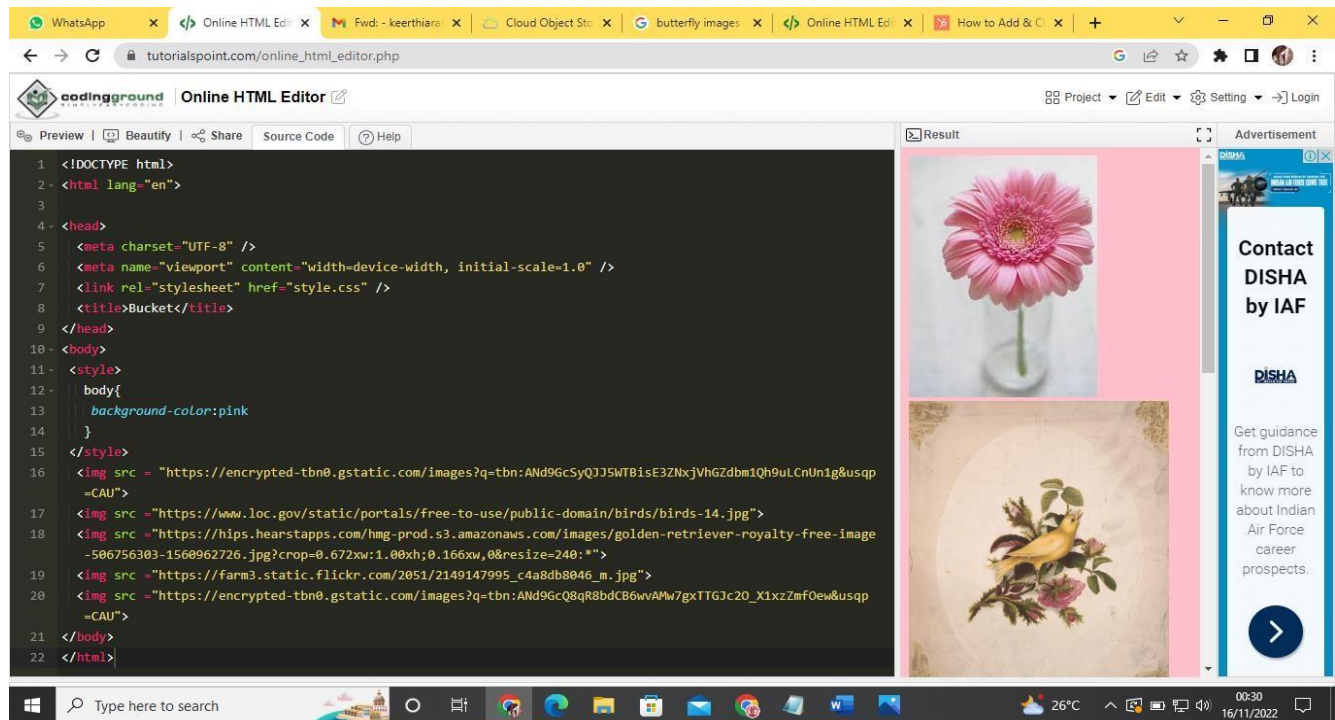 WhatsApp
Online HTML Edi
Fwd: - keerthiara
Cloud Object Sto
butterfly images
Online HTML Edi
How to Add & C
tutorialspoint.com/online_html_editor.php
codingground
SIMPLYEASYCODING
Online HTML Editor
Project
Edit
Setting
Login
Preview | Beautify | Share
Source Code
Help
Result
Advertisement
1 <!DOCTYPE html>
2 <html lang="en">
3
4 <head>
5 <meta charset="UTF-8" />
6 <meta name="viewport" content="width=device-width, initial-scale=1.0" />
7 <link rel="stylesheet" href="style.css" />
8 <title>Bucket</title>
9 </head>
10 <body>
11 <style>
12 body{
13 background-color:pink
14 }
15 </style>
16 <img src = "https://encrypted-tbn0.gstatic.com/images?q=tbn:ANd9GcSyQJJ5WTBisE3ZNxjVhGZdbm1Qh9uLCnUn1g&usqp
=CAU">
17 <img src ="https://www.loc.gov/static/portals/free-to-use/public-domain/birds/birds-14.jpg">
18 <img src ="https://hips.hearstapps.com/hmg-prod.s3.amazonaws.com/images/golden-retriever-royalty-free-image
-506756303-1560962726.jpg?crop=0.672xw:1.00xh;0.166xw,0&resize=240:*">
19 <img src ="https://farm3.static.flickr.com/2051/2149147995_c4a8db8046_m.jpg">
20 <img src ="https://encrypted-tbn0.gstatic.com/images?q=tbn:ANd9GcQ8qR8bdCB6wvAMw7gxTTGJc2O_X1xzZmfOew&usqp
=CAU">
21 </body>
22 </html>
DISHA
Contact
DISHA
by IAF
DISHA
Get guidance
from DISHA
by IAF to
know more
about Indian
Air Force
career
prospects.
Type here to search
26°C
00:30
16/11/2022